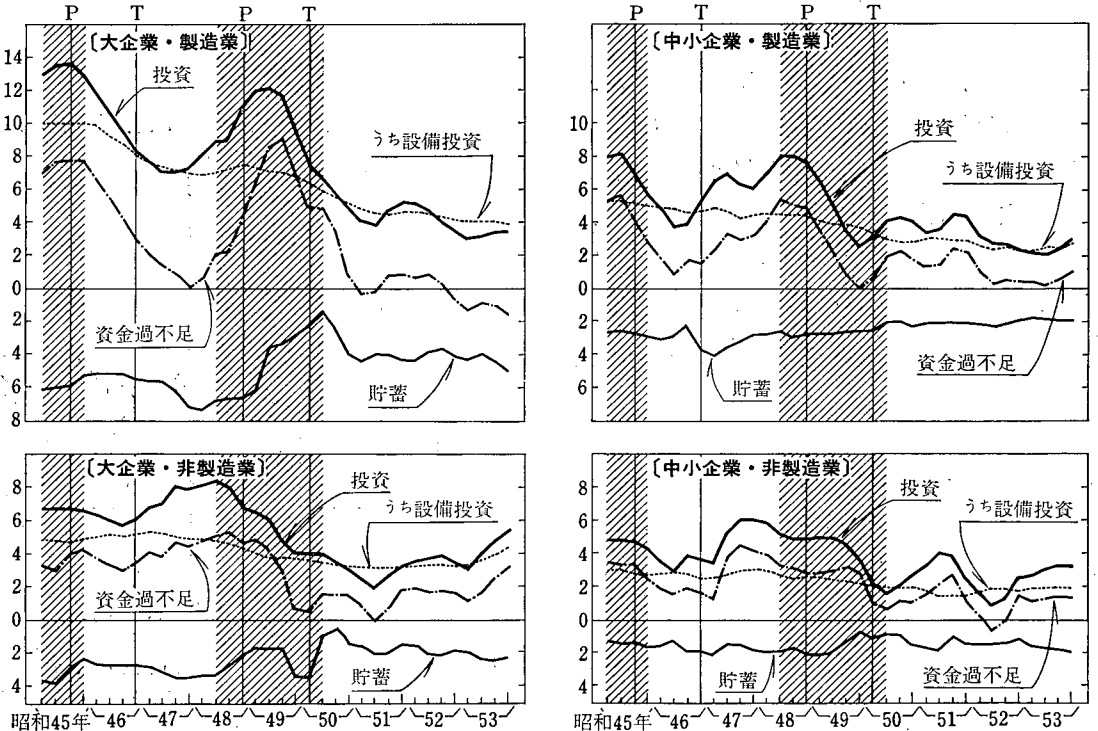 P T P T
〔大企業・製造業〕
14
12
10
8
6
4
2
0
2
4
6
8
投資
うち設備投資
資金過不足
貯蓄
P T P T
〔中小企業・製造業〕
10
8
6
4
2
0
2
4
6
投資
うち設備投資
資金過不足
貯蓄
〔大企業・非製造業〕
8
6
4
2
0
2
4
投資
うち設備投資
資金過不足
貯蓄
昭和45年 46 47 48 49 50 51 52 53
〔中小企業・非製造業〕
8
6
4
2
0
2
4
投資
うち設備投資
資金過不足
貯蓄
昭和45年 46 47 48 49 50 51 52 53